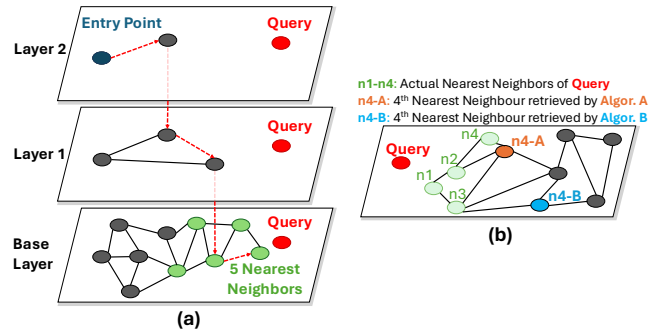 Entry Point
Layer 2
Query
Layer 1
Query
Base
Layer
Query
5 Nearest
Neighbors
(a)
n1-n4: Actual Nearest Neighbors of Query
n4-A: 4th Nearest Neighbour retrieved by Algor. A
n4-B: 4th Nearest Neighbour retrieved by Algor. B
Query
n4
n4-A
n2
n1
n3
n4-B
(b)